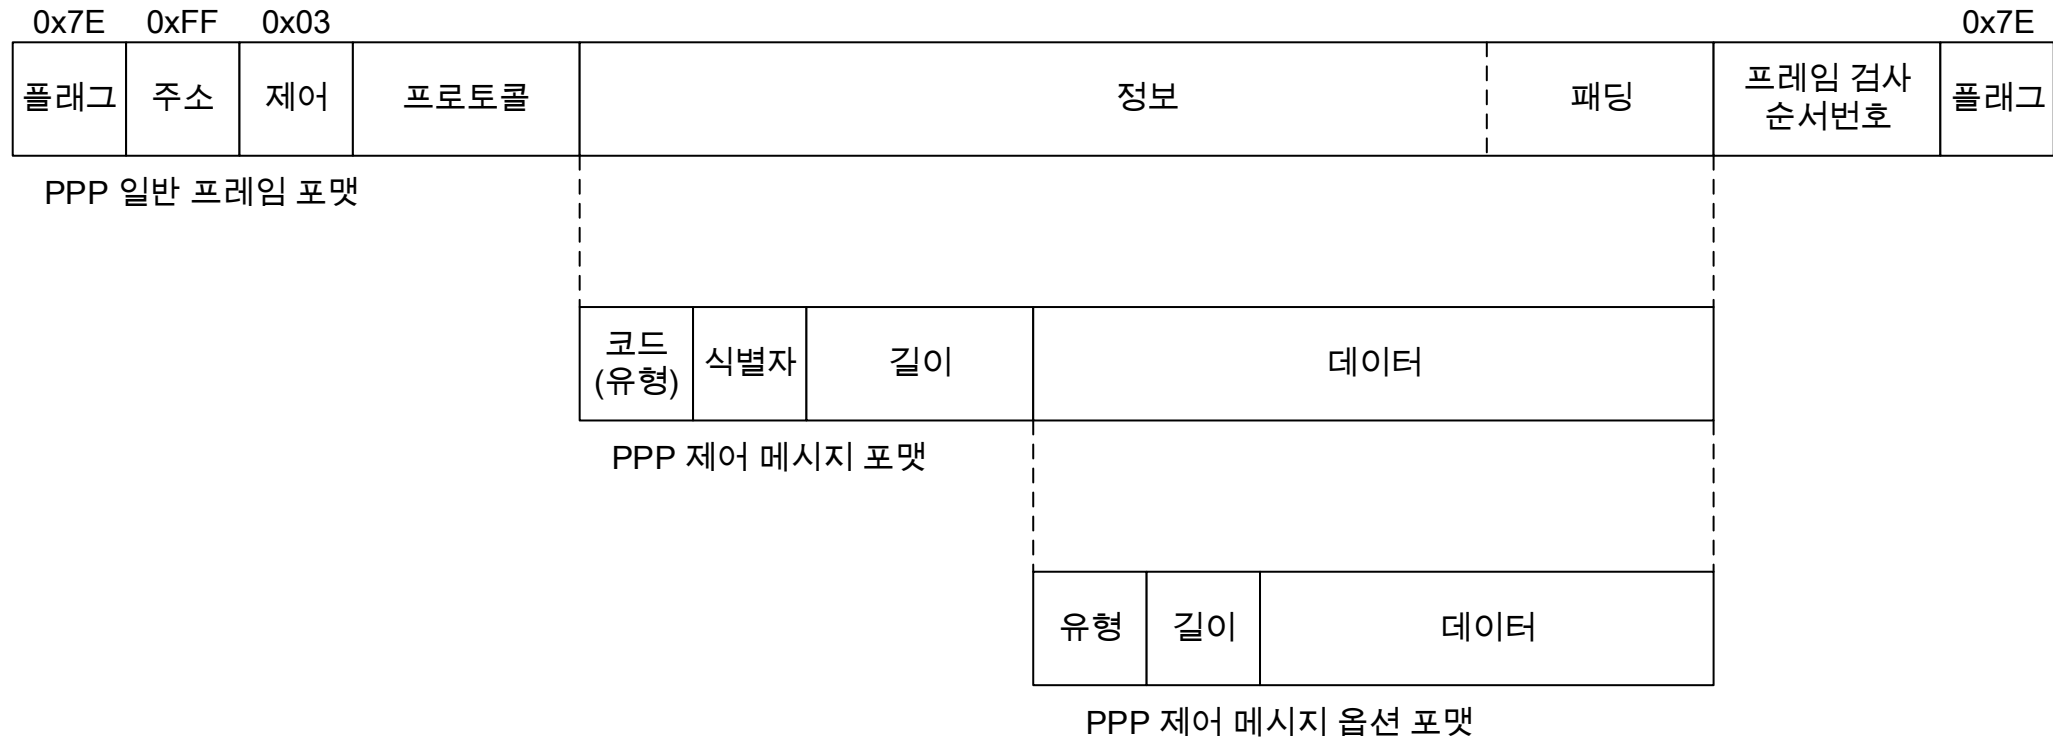 0x7E 0xFF 0x03 0x7E
플래그 주소 제어 프로토콜 정보 패딩 프레임 검사 순서번호 플래그
PPP 일반 프레임 포맷
코드 (유형) 식별자 길이 데이터
PPP 제어 메시지 포맷
유형 길이 데이터
PPP 제어 메시지 옵션 포맷